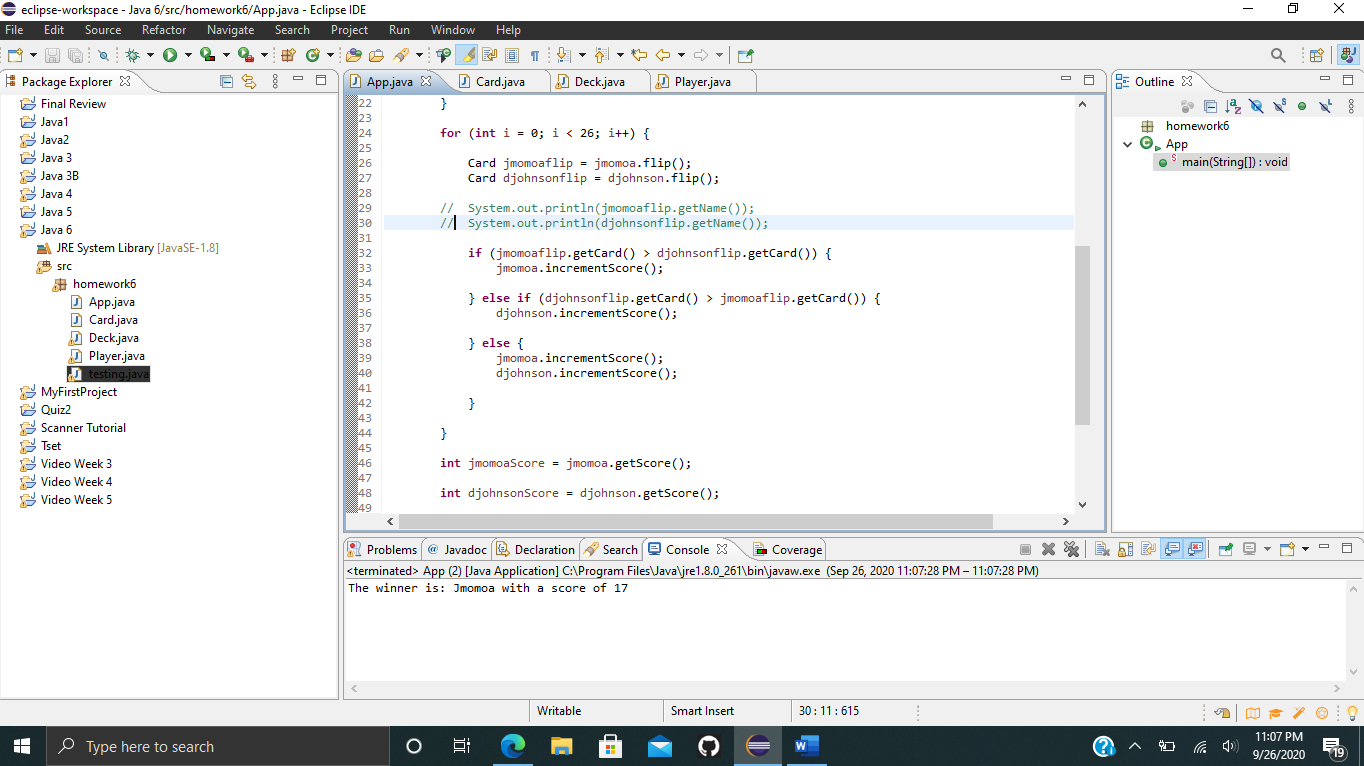 eclipse-workspace - Java 6/src/homework6/App.java - Eclipse IDE
File Edit Source Refactor Navigate Search Project Run Window Help
Package Explorer
Final Review
Java1
Java2
Java 3
Java 3B
Java 4
Java 5
Java 6
JRE System Library [JavaSE-1.8]
src
homework6
App.java
Card.java
Deck.java
Player.java
testing.java
MyFirstProject
Quiz2
Scanner Tutorial
Tset
Video Week 3
Video Week 4
Video Week 5
App.java Card.java Deck.java Player.java
22 }
23
24 for (int i = 0; i < 26; i++) {
25
26 Card jmomoaflip = jmomoa.flip();
27 Card djohnsonflip = djohnson.flip();
28
29 // System.out.println(jmomoaflip.getName());
30 // System.out.println(djohnsonflip.getName());
31
32 if (jmomoaflip.getCard() > djohnsonflip.getCard()) {
33 jmomoa.incrementScore();
34
35 } else if (djohnsonflip.getCard() > jmomoaflip.getCard()) {
36 djohnson.incrementScore();
37
38 } else {
39 jmomoa.incrementScore();
40 djohnson.incrementScore();
41
42 }
43
44 }
45
46 int jmomoaScore = jmomoa.getScore();
47
48 int djohnsonScore = djohnson.getScore();
49
Outline
homework6
App
main(String[]) : void
Problems @ Javadoc Declaration Search Console Coverage
<terminated> App (2) [Java Application] C:\Program Files\Java\jre1.8.0_261\bin\javaw.exe (Sep 26, 2020 11:07:28 PM – 11:07:28 PM)
The winner is: Jmomoa with a score of 17
Writable Smart Insert 30 : 11 : 615
Type here to search
11:07 PM
9/26/2020
19